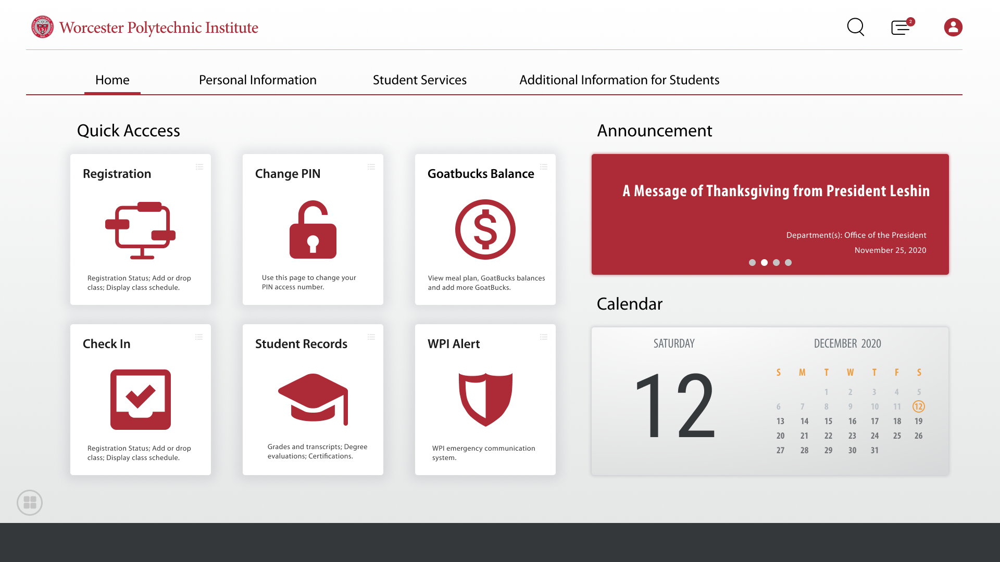 Worcester Polytechnic Institute
2
Home
Personal Information
Student Services
Additional Information for Students
Quick Acccess
Registration
Registration Status; Add or drop
class; Display class schedule.
Change PIN
Use this page to change your
PIN access number.
Goatbucks Balance
View meal plan, GoatBucks balances
and add more GoatBucks.
Check In
Registration Status; Add or drop
class; Display class schedule.
Student Records
Grades and transcripts; Degree
evaluations; Certifications.
WPI Alert
WPI emergency communication
system.
Announcement
A Message of Thanksgiving from President Leshin
Department(s): Office of the President
November 25, 2020
Calendar
SATURDAY
12
DECEMBER 2020
S M T W T F S
1 2 3 4 5
6 7 8 9 10 11 12
13 14 15 16 17 18 19
20 21 22 23 24 25 26
27 28 29 30 31